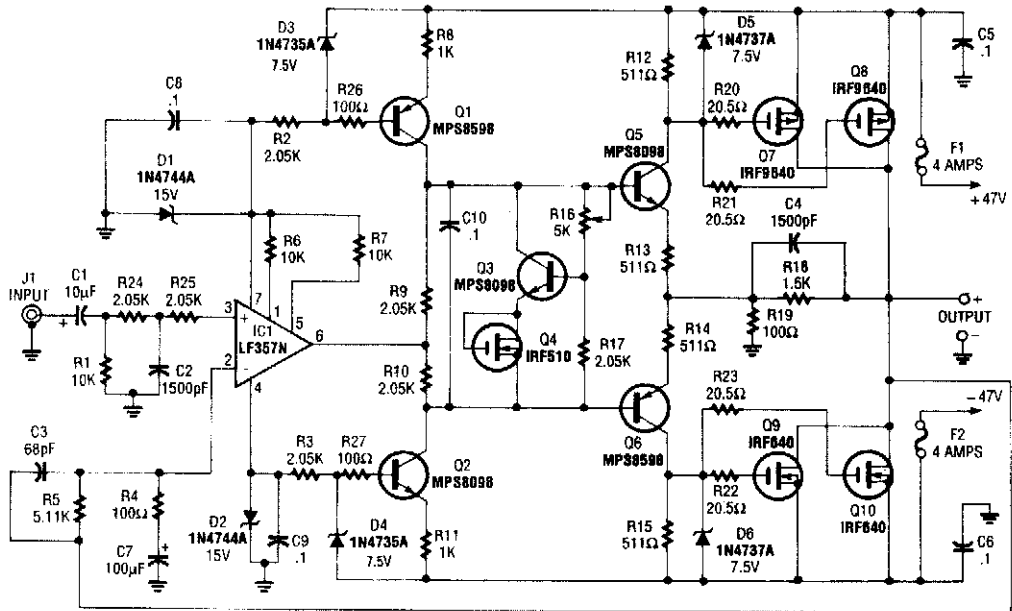 D3
1N4735A
7.5V
R8
1K
D5
1N4737A
7.5V
C5
.1
C8
.1
R26
100Ω
R2
2.05K
Q1
MPS8598
R12
511Ω
R20
20.5Ω
Q8
IRF9640
Q7
IRF9640
Q5
MPS8098
R21
20.5Ω
F1
4 AMPS
+47V
D1
1N4744A
15V
R6
10K
R7
10K
C10
.1
R16
5K
Q3
MPS8098
R13
511Ω
C4
1500pF
R18
1.5K
R19
100Ω
+
OUTPUT
-
J1
INPUT
C1
10µF
+
R24
2.05K
R25
2.05K
R1
10K
C2
1500pF
3
+
2
-
7
1
5
6
4
IC1
LF357N
R9
2.05K
R10
2.05K
Q4
IRF510
R17
2.05K
R14
511Ω
R23
20.5Ω
-47V
F2
4 AMPS
Q6
MPS8598
Q9
IRF640
R22
20.5Ω
Q10
IRF640
C3
68pF
R5
5.11K
R4
100Ω
C7
100µF
+
R3
2.05K
R27
100Ω
Q2
MPS8098
D2
1N4744A
15V
C9
.1
D4
1N4735A
7.5V
R11
1K
R15
511Ω
D6
1N4737A
7.5V
C6
.1